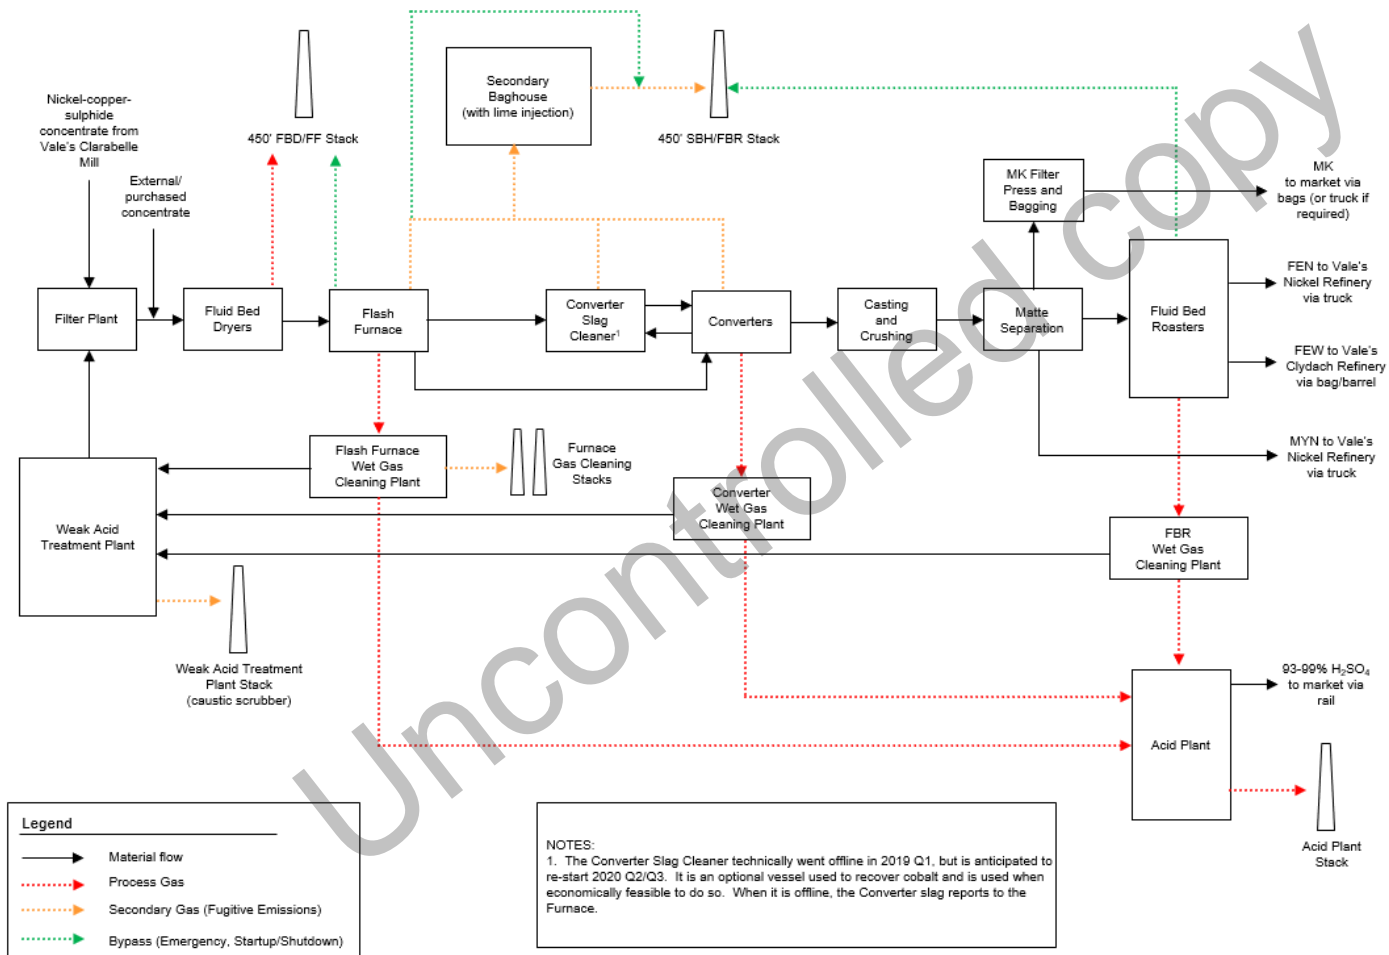 Nickel-copper-
sulphide
concentrate from
Vale's Clarabelle
Mill
External/
purchased
concentrate
450' FBD/FF Stack
Secondary
Baghouse
(with lime injection)
450' SBH/FBR Stack
MK Filter
Press and
Bagging
MK
to market via
bags (or truck if
required)
Filter Plant
Fluid Bed
Dryers
Flash
Furnace
Converter
Slag
Cleaner1
Converters
Casting
and
Crushing
Matte
Separation
Fluid Bed
Roasters
FEN to Vale's
Nickel Refinery
via truck
FEW to Vale's
Clydach Refinery
via bag/barrel
MYN to Vale's
Nickel Refinery
via truck
Flash Furnace
Wet Gas
Cleaning Plant
Furnace
Gas Cleaning
Stacks
Converter
Wet Gas
Cleaning Plant
Weak Acid
Treatment Plant
FBR
Wet Gas
Cleaning Plant
Weak Acid Treatment
Plant Stack
(caustic scrubber)
93-99% H2SO4
to market via
rail
Acid Plant
Acid Plant
Stack
Legend
Material flow
Process Gas
Secondary Gas (Fugitive Emissions)
Bypass (Emergency, Startup/Shutdown)
NOTES:
1. The Converter Slag Cleaner technically went offline in 2019 Q1, but is anticipated to
re-start 2020 Q2/Q3. It is an optional vessel used to recover cobalt and is used when
economically feasible to do so. When it is offline, the Converter slag reports to the
Furnace.
Uncontrolled copy